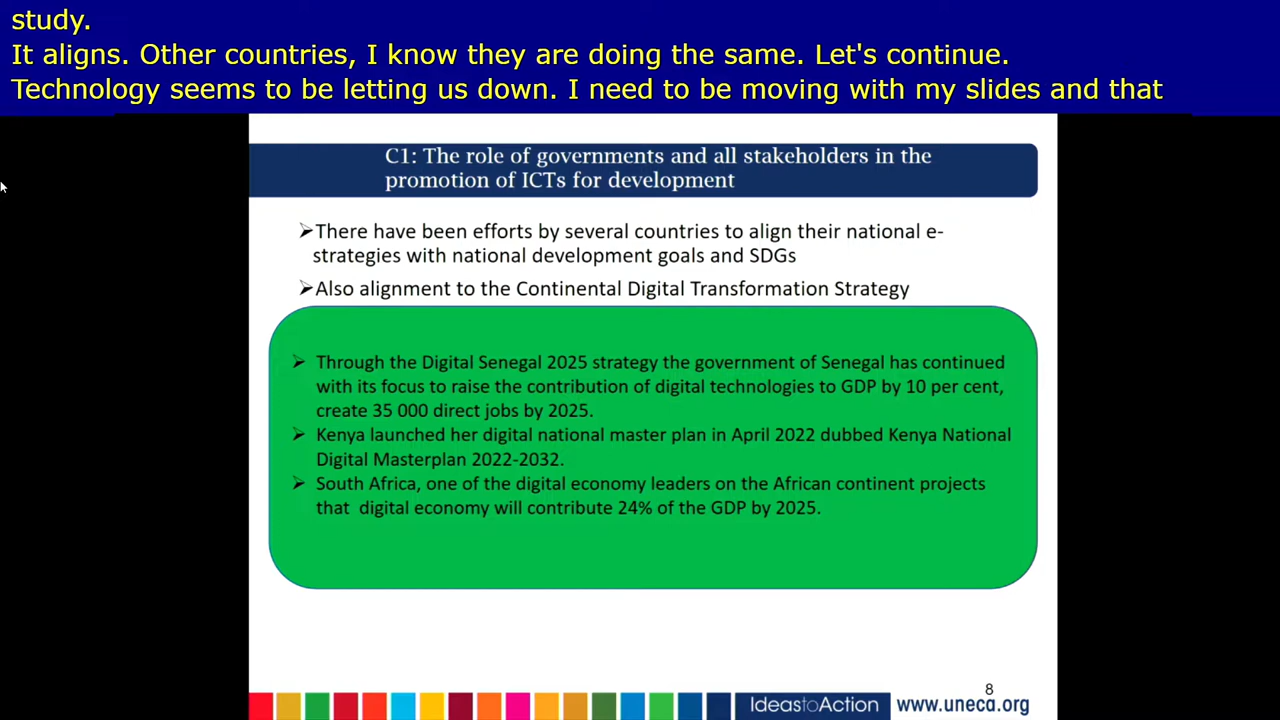 study.
It aligns. Other countries, I know they are doing the same. Let's continue.
Technology seems to be letting us down. I need to be moving with my slides and that
C1: The role of governments and all stakeholders in the
promotion of ICTs for development
➢There have been efforts by several countries to align their national e-
strategies with national development goals and SDGs
➢Also alignment to the Continental Digital Transformation Strategy
➢ Through the Digital Senegal 2025 strategy the government of Senegal has continued
with its focus to raise the contribution of digital technologies to GDP by 10 per cent,
create 35 000 direct jobs by 2025.
➢ Kenya launched her digital national master plan in April 2022 dubbed Kenya National
Digital Masterplan 2022-2032.
➢ South Africa, one of the digital economy leaders on the African continent projects
that digital economy will contribute 24% of the GDP by 2025.
8
IdeastoAction www.uneca.org